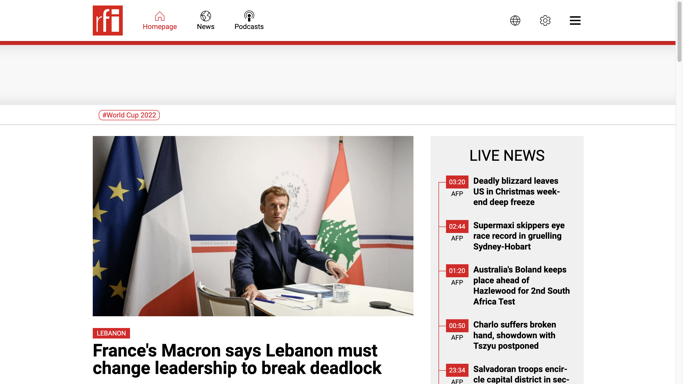 rfi
Homepage
News
Podcasts
#World Cup 2022
LEBANON
France's Macron says Lebanon must
change leadership to break deadlock
LIVE NEWS
03:20
AFP
Deadly blizzard leaves
US in Christmas week-
end deep freeze
02:44
AFP
Supermaxi skippers eye
race record in gruelling
Sydney-Hobart
01:20
AFP
Australia's Boland keeps
place ahead of
Hazlewood for 2nd South
Africa Test
00:50
AFP
Charlo suffers broken
hand, showdown with
Tszyu postponed
23:34
AFP
Salvadoran troops encir-
cle capital district in sec-